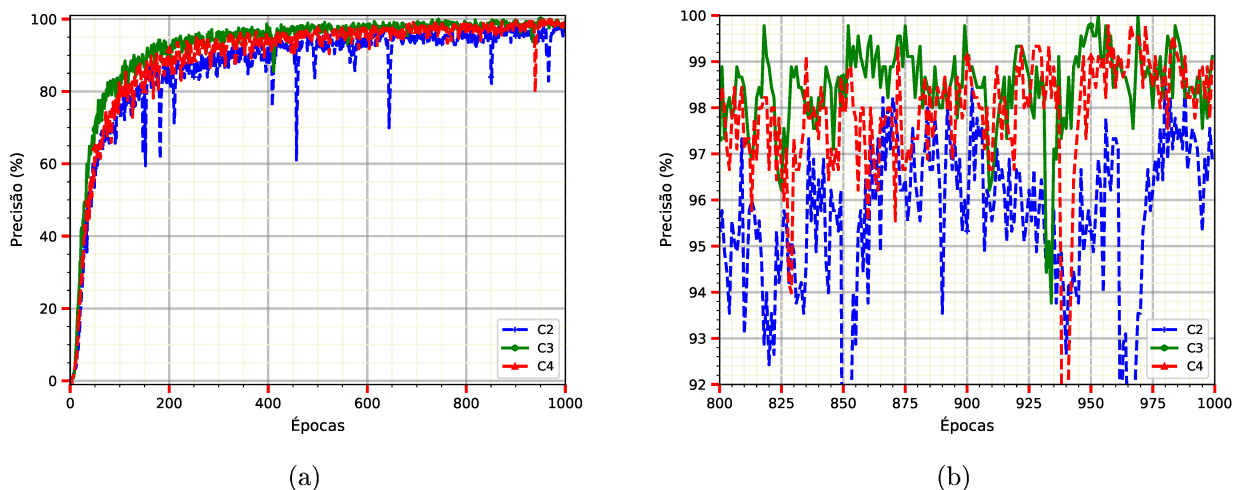 100
80
60
40
20
0
Precisão (%)
0 200 400 600 800 1000
Épocas
C2
C3
C4
(a)
100
99
98
97
96
95
94
93
92
Precisão (%)
800 825 850 875 900 925 950 975 1000
Épocas
C2
C3
C4
(b)